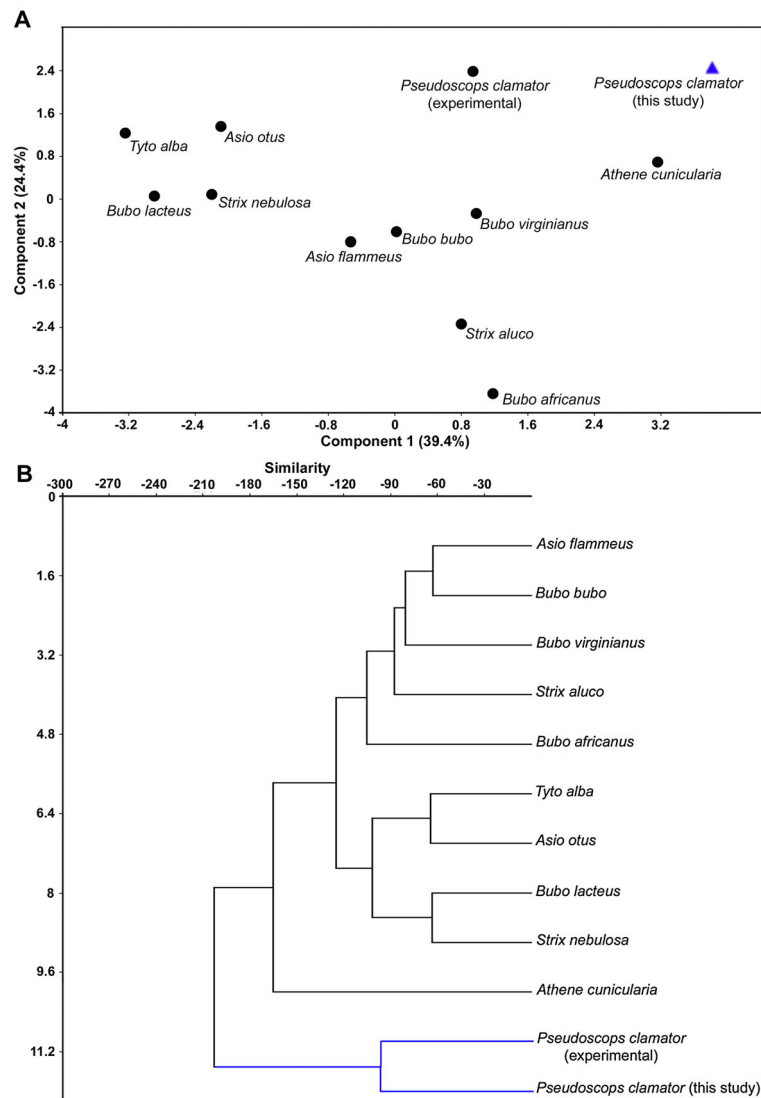 A
Component 2 (24.4%)
2.4
1.6
0.8
0
-0.8
-1.6
-2.4
-3.2
-4
Pseudoscops clamator
(experimental)
Pseudoscops clamator
(this study)
Tyto alba
Asio otus
Athene cunicularia
Bubo lacteus
Strix nebulosa
Bubo virginianus
Asio flammeus
Bubo bubo
Strix aluco
Bubo africanus
-4 -3.2 -2.4 -1.6 -0.8 0 0.8 1.6 2.4 3.2
Component 1 (39.4%)
B
Similarity
-300 -270 -240 -210 -180 -150 -120 -90 -60 -30
0
1.6
3.2
4.8
6.4
8
9.6
11.2
Asio flammeus
Bubo bubo
Bubo virginianus
Strix aluco
Bubo africanus
Tyto alba
Asio otus
Bubo lacteus
Strix nebulosa
Athene cunicularia
Pseudoscops clamator
(experimental)
Pseudoscops clamator (this study)